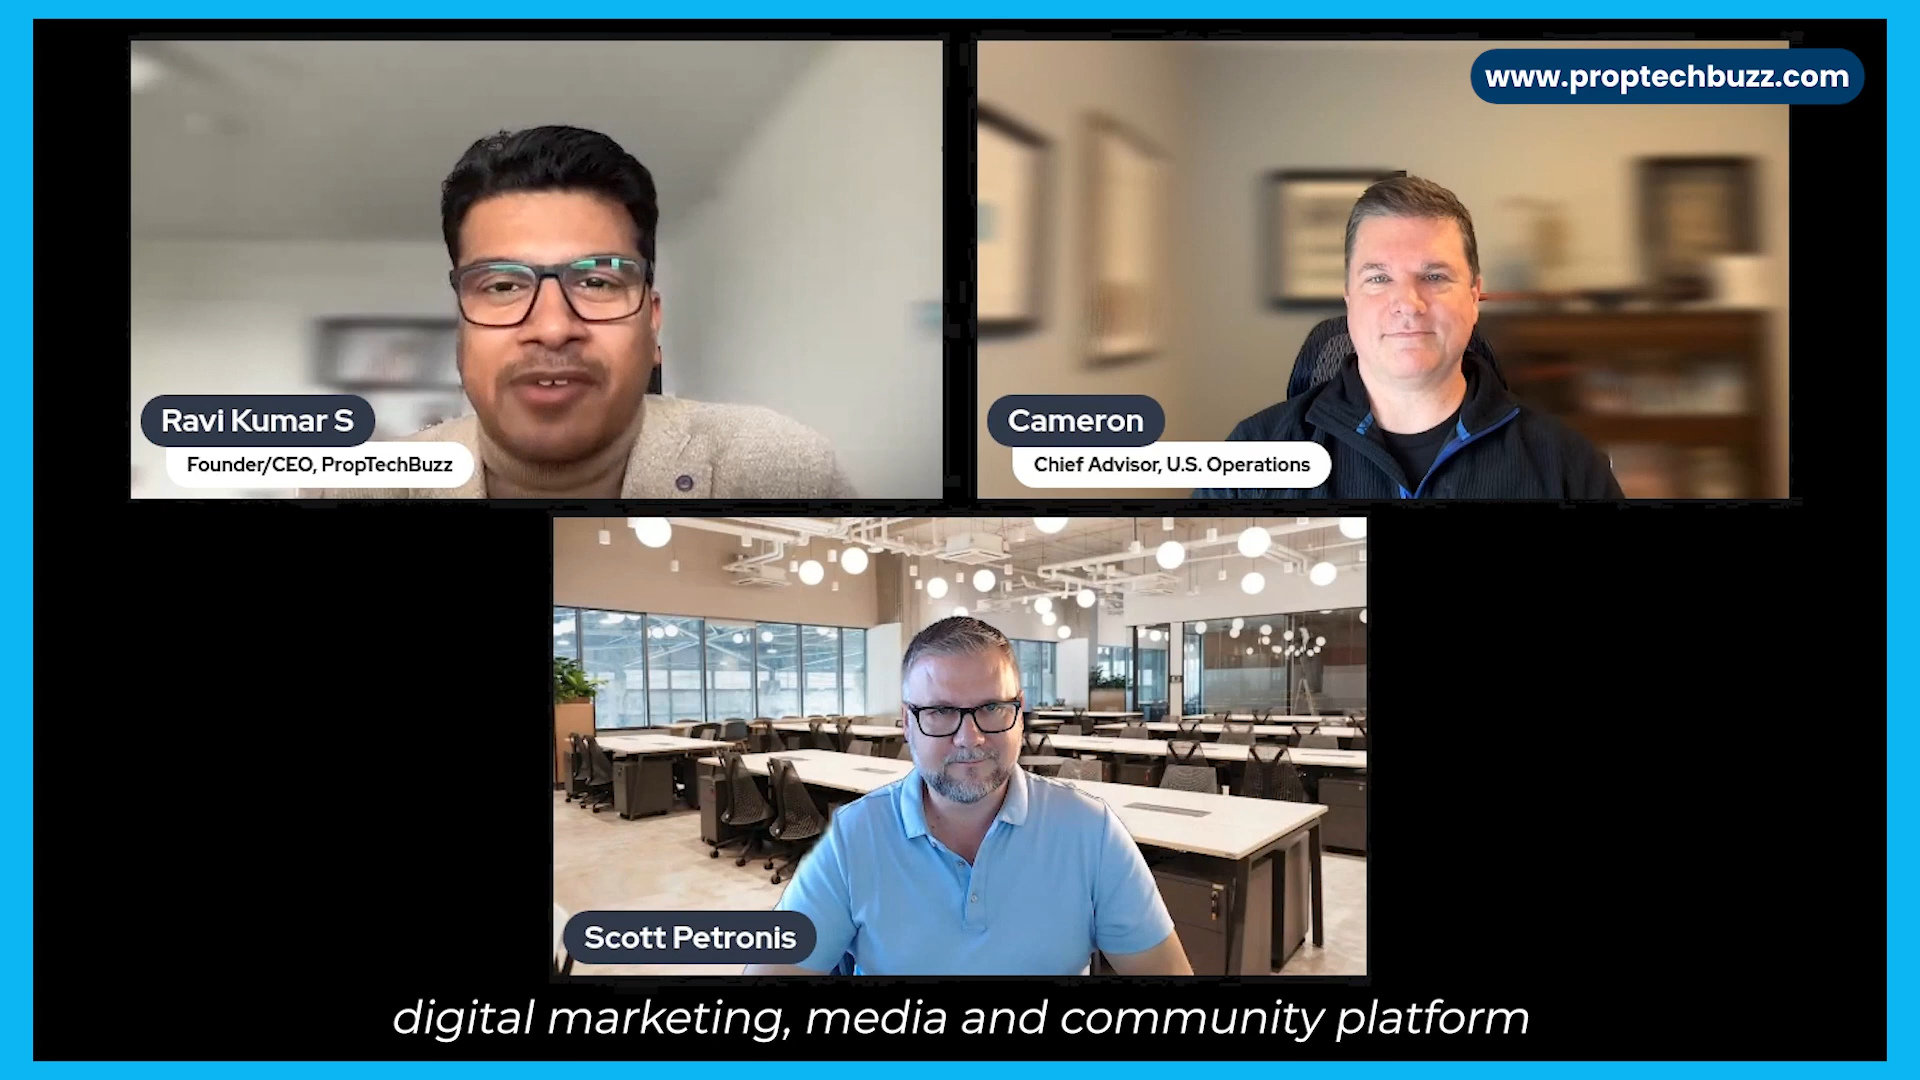 www.proptechbuzz.com
Ravi Kumar S
Founder/CEO, PropTechBuzz
Cameron
Chief Advisor, U.S. Operations
Scott Petronis
digital marketing, media and community platform